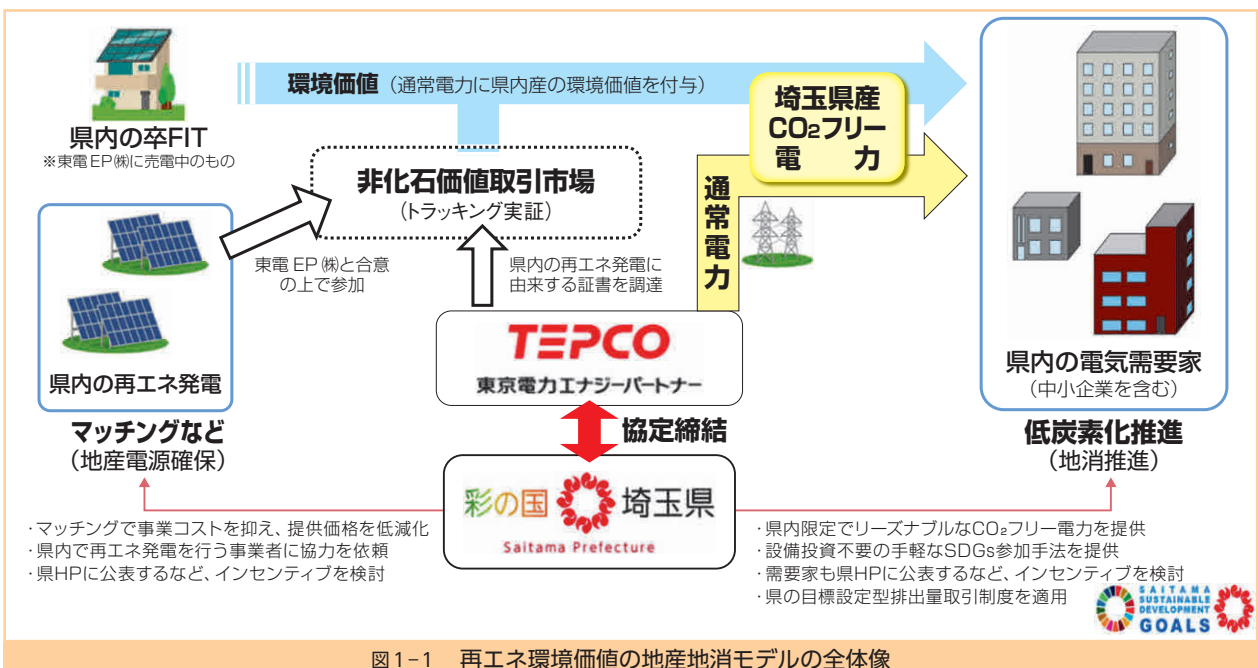 環境価値（通常電力に県内産の環境価値を付与）
県内の卒FIT
※東電EP㈱に売電中のもの
埼玉県産
CO₂フリー
電 力
非化石価値取引市場
（トラッキング実証）
通常電力
東電 EP ㈱と合意
の上で参加
県内の再エネ発電に
由来する証書を調達
県内の再エネ発電
TEPCO
東京電力エナジーパートナー
県内の電気需要家
（中小企業を含む）
マッチングなど
（地産電源確保）
協定締結
低炭素化推進
（地消推進）
彩の国 埼玉県
Saitama Prefecture
・マッチングで事業コストを抑え、提供価格を低減化
・県内で再エネ発電を行う事業者に協力を依頼
・県HPに公表するなど、インセンティブを検討
・県内限定でリーズナブルなCO₂フリー電力を提供
・設備投資不要の手軽なSDGs参加手法を提供
・需要家も県HPに公表するなど、インセンティブを検討
・県の目標設定型排出量取引制度を適用
SAITAMA
SUSTAINABLE
DEVELOPMENT
GOALS
図1-1 再エネ環境価値の地産地消モデルの全体像